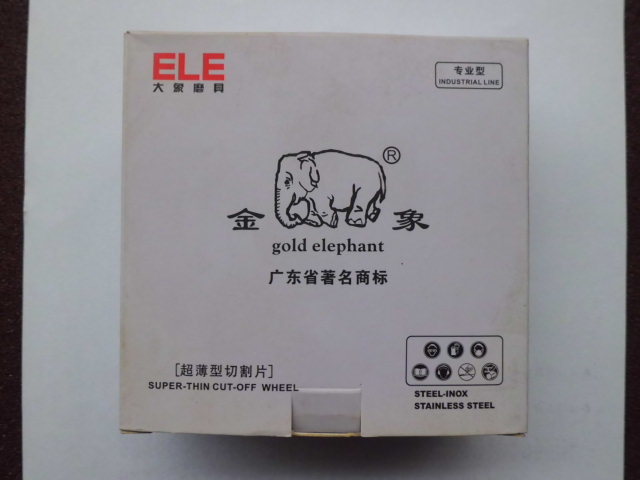 ELE
大象磨具
专业型
INDUSTRIAL LINE
®
金 象
gold elephant
广东省著名商标
[超薄型切割片]
SUPER-THIN CUT-OFF WHEEL
STEEL-INOX
STAINLESS STEEL